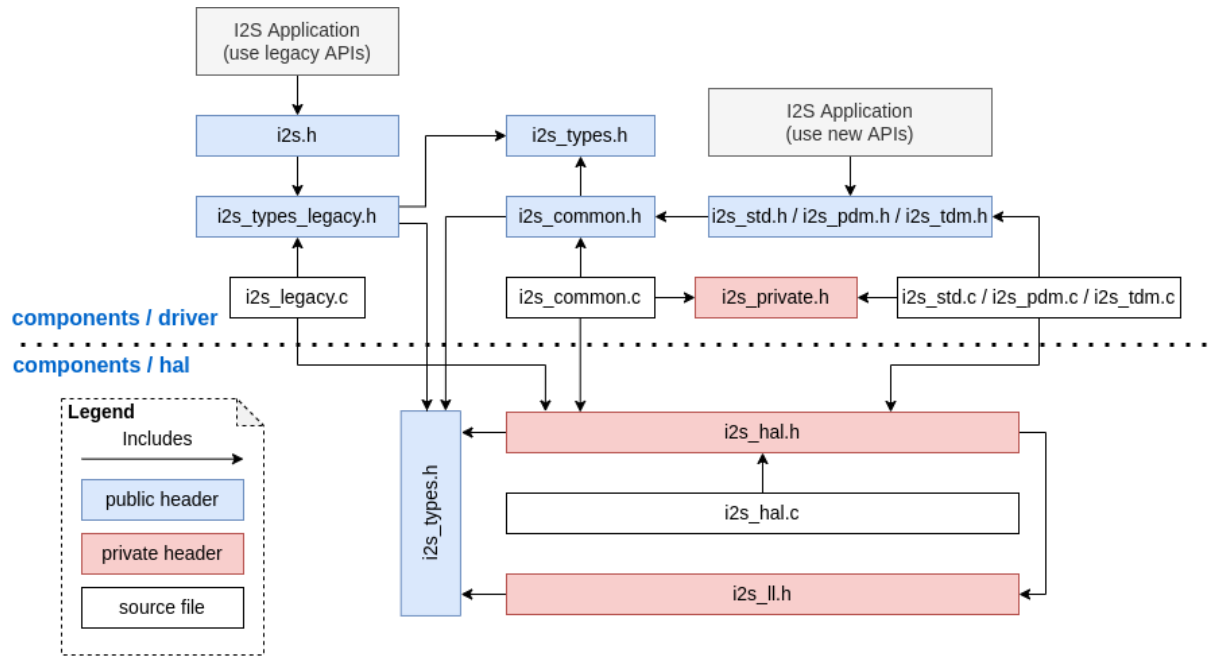 I2S Application
(use legacy APIs)
I2S Application
(use new APIs)
i2s.h
i2s_types.h
i2s_types_legacy.h
i2s_common.h
i2s_std.h / i2s_pdm.h / i2s_tdm.h
i2s_legacy.c
i2s_common.c
i2s_private.h
i2s_std.c / i2s_pdm.c / i2s_tdm.c
components / driver
components / hal
Legend
Includes
public header
private header
source file
i2s_types.h
i2s_hal.h
i2s_hal.c
i2s_ll.h